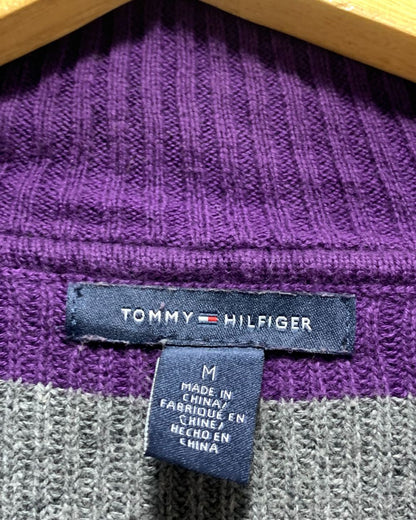 TOMMY HILFIGER
M
MADE IN
CHINA/
FABRIQUÉ EN
CHINE/
HECHO EN
CHINA